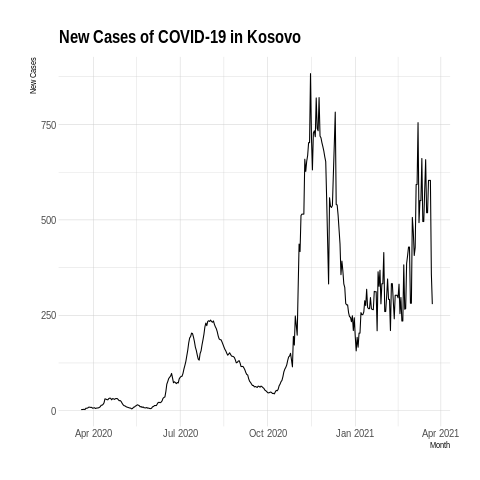 New Cases of COVID-19 in Kosovo
New Cases
750
500
250
0
Apr 2020 Jul 2020 Oct 2020 Jan 2021 Apr 2021
Month